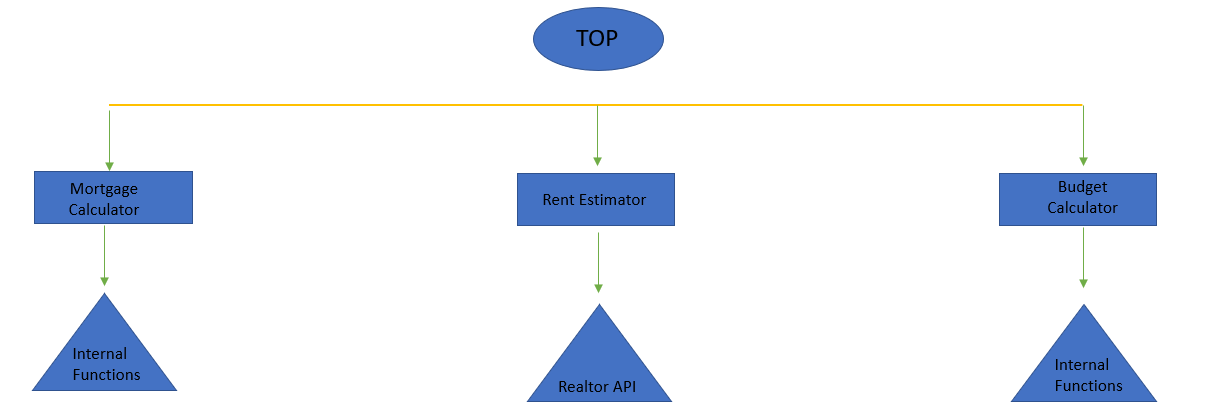 TOP
Mortgage
Calculator
Rent Estimator
Budget
Calculator
Internal
Functions
Realtor API
Internal
Functions